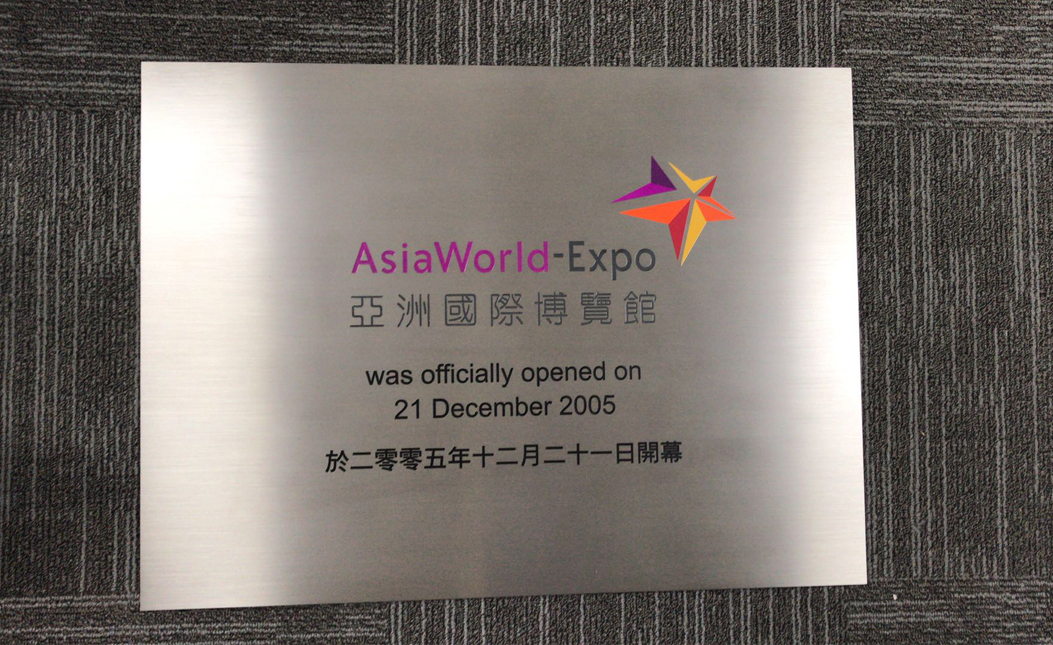 AsiaWorld-Expo
亞洲國際博覽館
was officially opened on
21 December 2005
於二零零五年十二月二十一日開幕